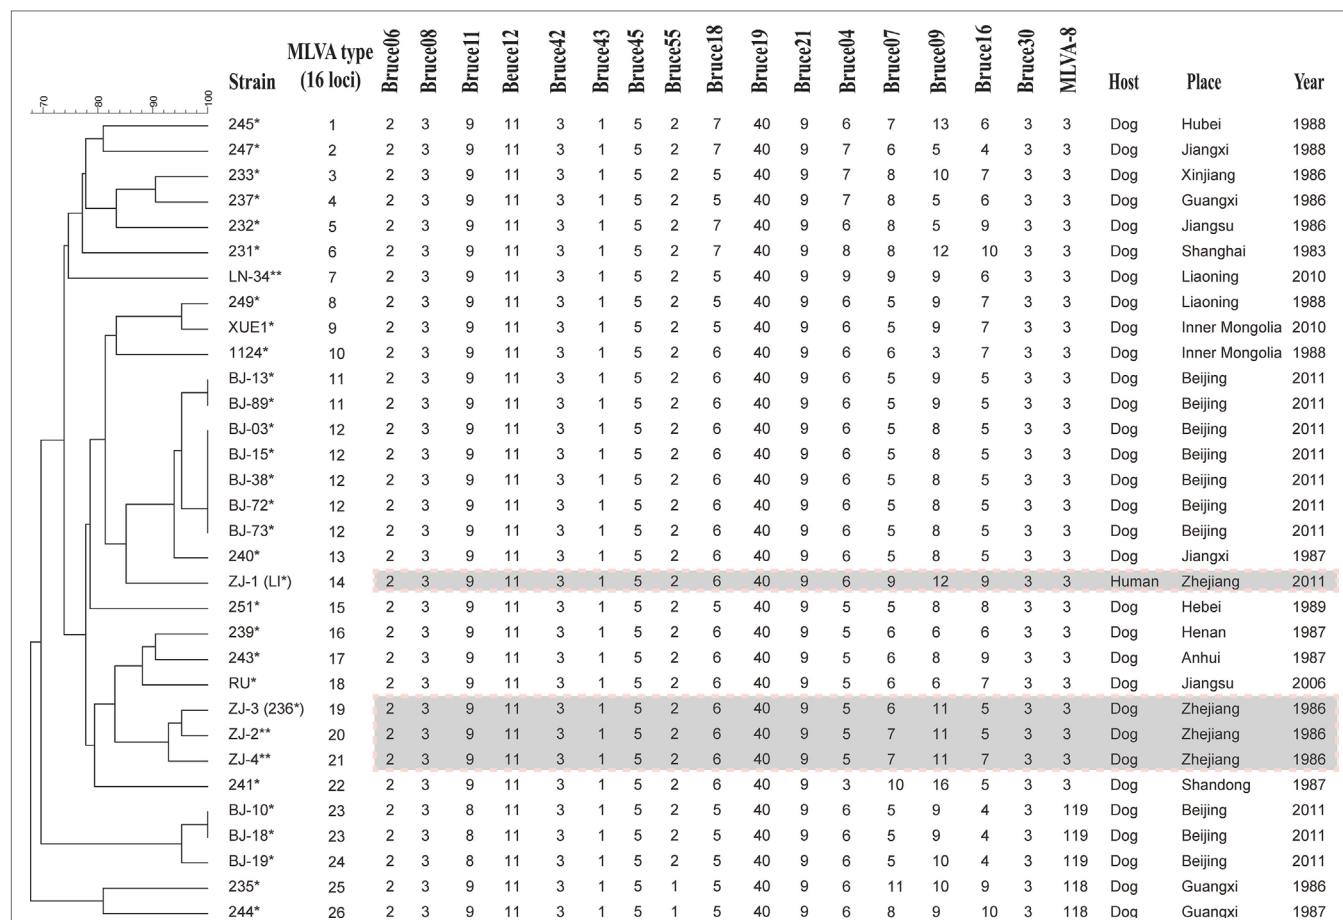 Strain MLVA type (16 loci) Bruce06 Bruce08 Bruce11 Beuce12 Bruce42 Bruce43 Bruce45 Bruce55 Bruce18 Bruce19 Bruce21 Bruce04 Bruce07 Bruce09 Bruce16 Bruce30 MLVA-8 Host Place Year
70 80 90 100
245* 1 2 3 9 11 3 1 5 2 7 40 9 6 7 13 6 3 3 Dog Hubei 1988
247* 2 2 3 9 11 3 1 5 2 7 40 9 7 6 5 4 3 3 Dog Jiangxi 1988
233* 3 2 3 9 11 3 1 5 2 5 40 9 7 8 10 7 3 3 Dog Xinjiang 1986
237* 4 2 3 9 11 3 1 5 2 5 40 9 7 8 5 6 3 3 Dog Guangxi 1986
232* 5 2 3 9 11 3 1 5 2 7 40 9 6 8 5 9 3 3 Dog Jiangsu 1986
231* 6 2 3 9 11 3 1 5 2 7 40 9 8 8 12 10 3 3 Dog Shanghai 1983
LN-34** 7 2 3 9 11 3 1 5 2 5 40 9 9 9 9 6 3 3 Dog Liaoning 2010
249* 8 2 3 9 11 3 1 5 2 5 40 9 6 5 9 7 3 3 Dog Liaoning 1988
XUE1* 9 2 3 9 11 3 1 5 2 6 40 9 6 5 9 7 3 3 Dog Inner Mongolia 2010
1124* 10 2 3 9 11 3 1 5 2 6 40 9 6 6 3 7 3 3 Dog Inner Mongolia 1988
BJ-13* 11 2 3 9 11 3 1 5 2 6 40 9 6 5 9 5 3 3 Dog Beijing 2011
BJ-89* 11 2 3 9 11 3 1 5 2 6 40 9 6 5 9 5 3 3 Dog Beijing 2011
BJ-03* 12 2 3 9 11 3 1 5 2 6 40 9 6 5 8 5 3 3 Dog Beijing 2011
BJ-15* 12 2 3 9 11 3 1 5 2 6 40 9 6 5 8 5 3 3 Dog Beijing 2011
BJ-38* 12 2 3 9 11 3 1 5 2 6 40 9 6 5 8 5 3 3 Dog Beijing 2011
BJ-72* 12 2 3 9 11 3 1 5 2 6 40 9 6 5 8 5 3 3 Dog Beijing 2011
BJ-73* 12 2 3 9 11 3 1 5 2 6 40 9 6 5 8 5 3 3 Dog Beijing 2011
240* 13 2 3 9 11 3 1 5 2 5 40 9 6 5 8 5 3 3 Dog Jiangxi 1987
ZJ-1 (LI*) 14 2 3 9 11 3 1 5 2 6 40 9 6 9 12 9 3 3 Human Zhejiang 2011
251* 15 2 3 9 11 3 1 5 2 6 40 9 5 5 8 8 3 3 Dog Hebei 1989
239* 16 2 3 9 11 3 1 5 2 6 40 9 5 6 6 6 3 3 Dog Henan 1987
243* 17 2 3 9 11 3 1 5 2 6 40 9 5 6 8 9 3 3 Dog Anhui 1987
RU* 18 2 3 9 11 3 1 5 2 6 40 9 5 6 6 7 3 3 Dog Jiangsu 2006
ZJ-3 (236*) 19 2 3 9 11 3 1 5 2 6 40 9 5 6 11 5 3 3 Dog Zhejiang 1986
ZJ-2** 20 2 3 9 11 3 1 5 2 6 40 9 5 7 11 5 3 3 Dog Zhejiang 1986
ZJ-4** 21 2 3 9 11 3 1 5 2 6 40 9 5 7 11 7 3 3 Dog Zhejiang 1986
241* 22 2 3 9 11 3 1 5 2 6 40 9 3 10 16 5 3 3 Dog Shandong 1987
BJ-10* 23 2 3 8 11 3 1 5 2 5 40 9 6 5 9 4 3 119 Dog Beijing 2011
BJ-18* 23 2 3 8 11 3 1 5 2 5 40 9 6 5 9 4 3 119 Dog Beijing 2011
BJ-19* 24 2 3 8 11 3 1 5 2 5 40 9 6 5 10 4 3 119 Dog Beijing 2011
235* 25 2 3 9 11 3 1 5 1 5 40 9 6 11 10 9 3 118 Dog Guangxi 1986
244* 26 2 3 9 11 3 1 5 1 5 40 9 6 8 9 10 3 118 Dog Guangxi 1987